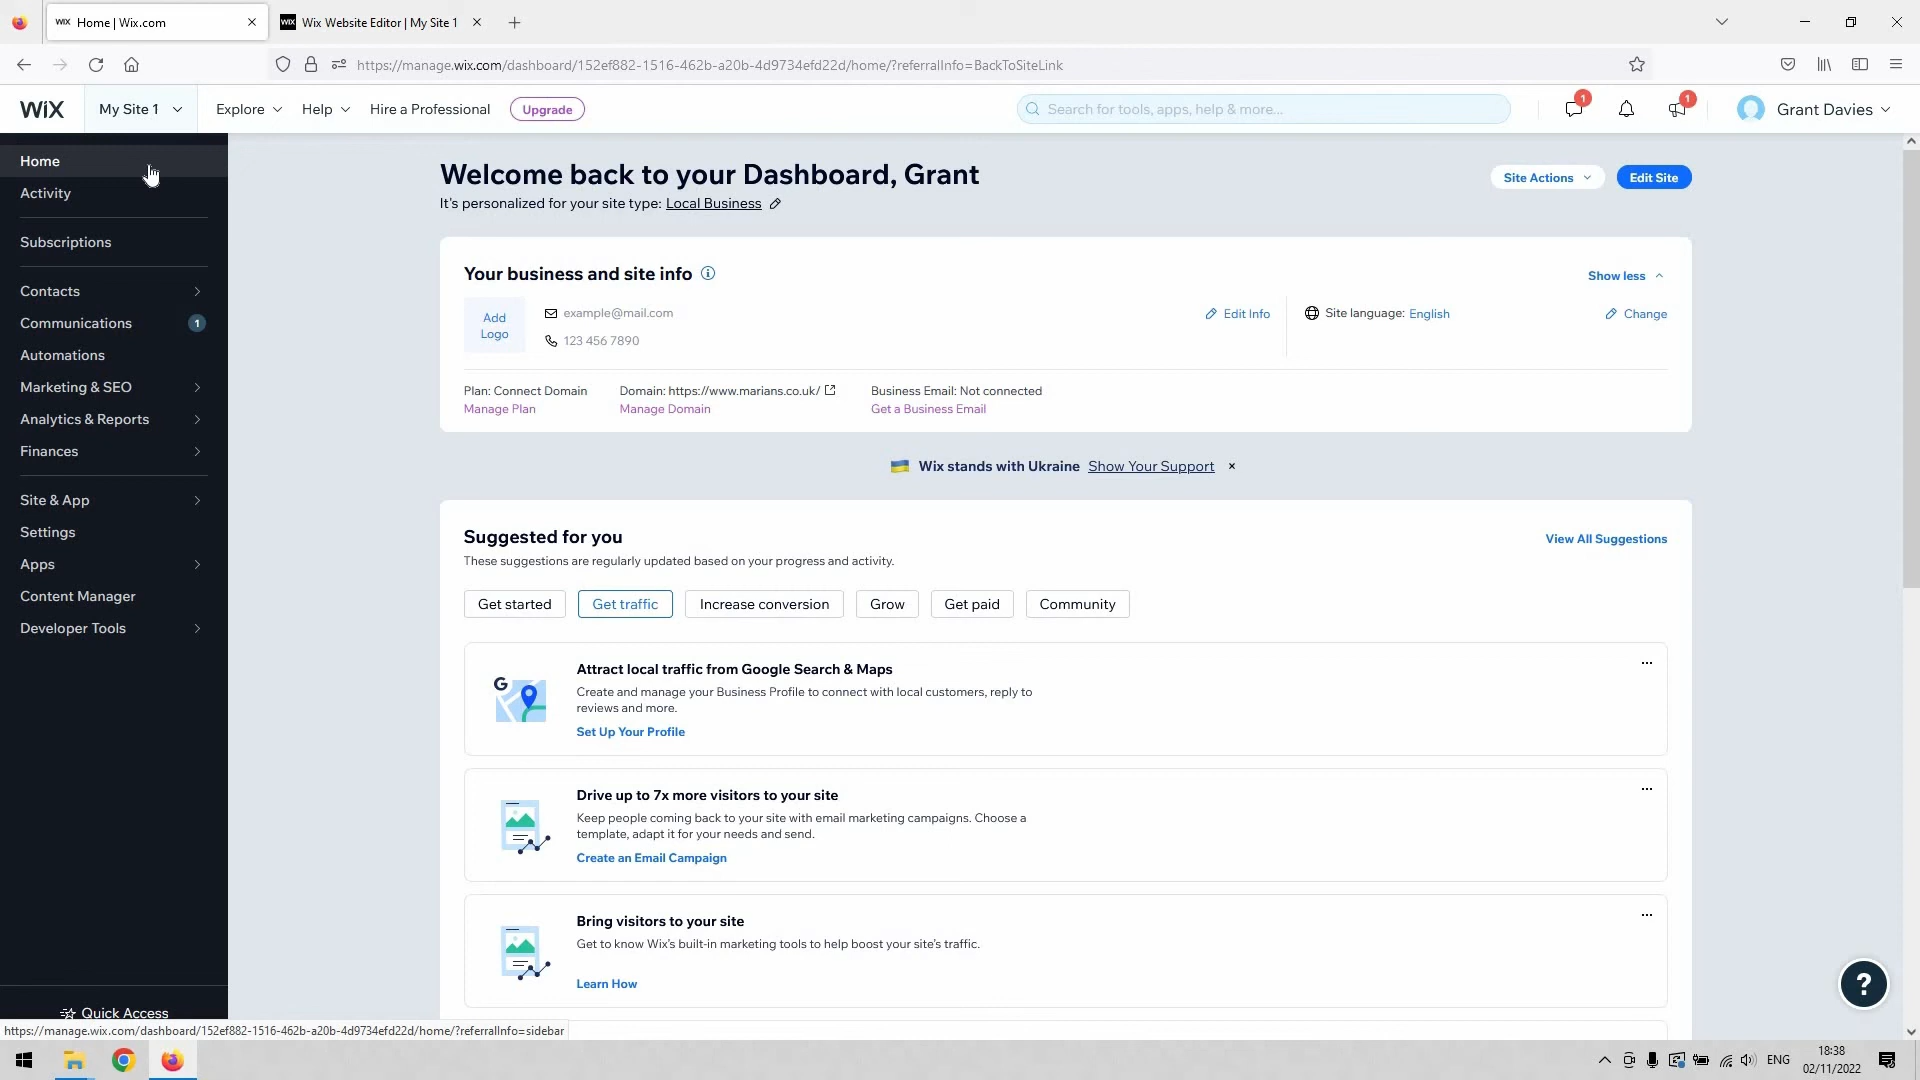 Home | Wix.com
Wix Website Editor | My Site 1
https://manage.wix.com/dashboard/152ef882-1516-462b-a20b-4d9734efd22d/home/?referralInfo=BackToSiteLink
WIX
My Site 1
Explore
Help
Hire a Professional
Upgrade
Search for tools, apps, help & more...
1
1
Grant Davies
Home
Activity
Subscriptions
Contacts
Communications
1
Automations
Marketing & SEO
Analytics & Reports
Finances
Site & App
Settings
Apps
Content Manager
Developer Tools
Quick Access
Welcome back to your Dashboard, Grant
It's personalized for your site type: Local Business
Site Actions
Edit Site
Your business and site info
Show less
Add
Logo
example@mail.com
123 456 7890
Edit Info
Site language: English
Change
Plan: Connect Domain
Manage Plan
Domain: https://www.marians.co.uk/
Manage Domain
Business Email: Not connected
Get a Business Email
Wix stands with Ukraine Show Your Support
Suggested for you
View All Suggestions
These suggestions are regularly updated based on your progress and activity.
Get started
Get traffic
Increase conversion
Grow
Get paid
Community
G
Attract local traffic from Google Search & Maps
Create and manage your Business Profile to connect with local customers, reply to
reviews and more.
Set Up Your Profile
Drive up to 7x more visitors to your site
Keep people coming back to your site with email marketing campaigns. Choose a
template, adapt it for your needs and send.
Create an Email Campaign
Bring visitors to your site
Get to know Wix's built-in marketing tools to help boost your site's traffic.
Learn How
?
https://manage.wix.com/dashboard/152ef882-1516-462b-a20b-4d9734efd22d/home/?referralInfo=sidebar
ENG
18:38
02/11/2022